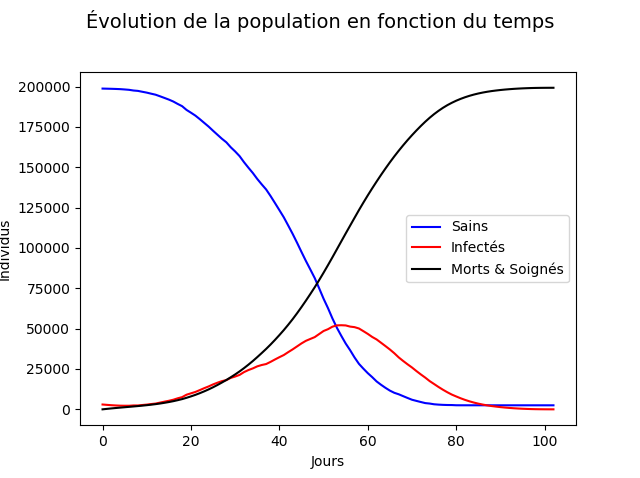 Évolution de la population en fonction du temps
200000
175000
150000
125000
100000
75000
50000
25000
0
Individus
Sains
Infectés
Morts & Soignés
0 20 40 60 80 100
Jours